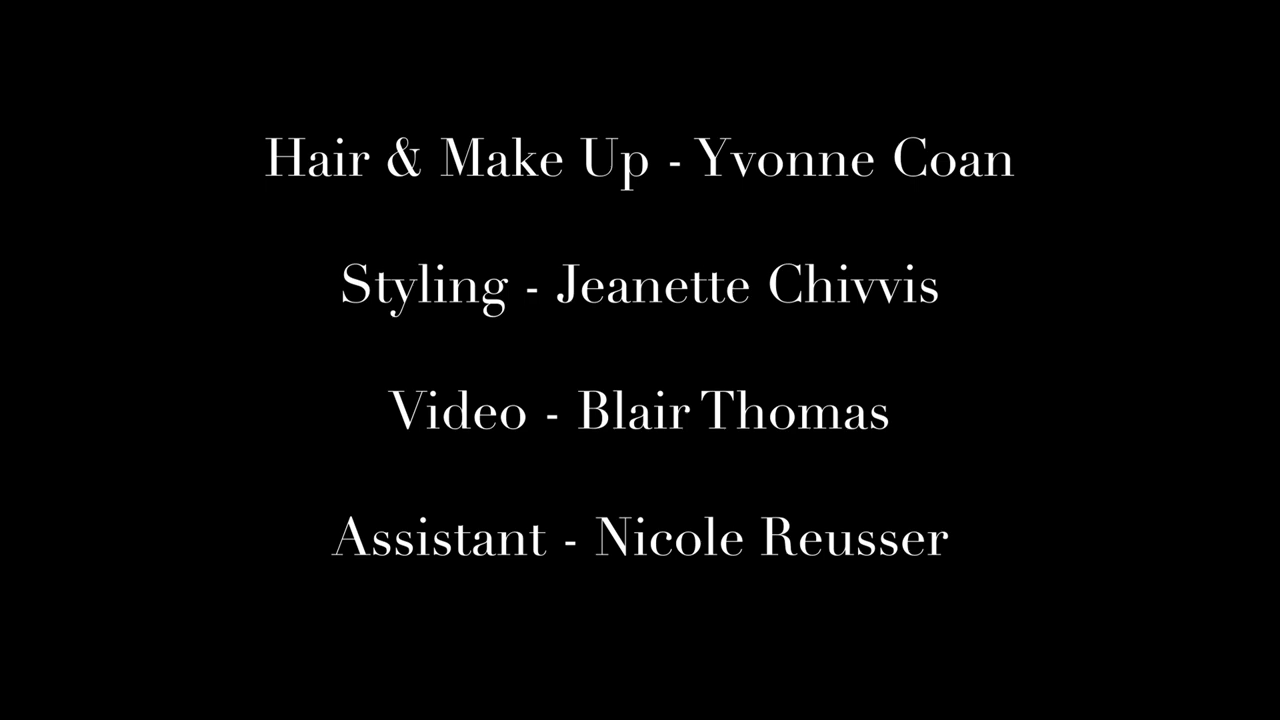 Hair & Make Up - Yvonne Coan
Styling - Jeanette Chivvis
Video - Blair Thomas
Assistant - Nicole Reusser